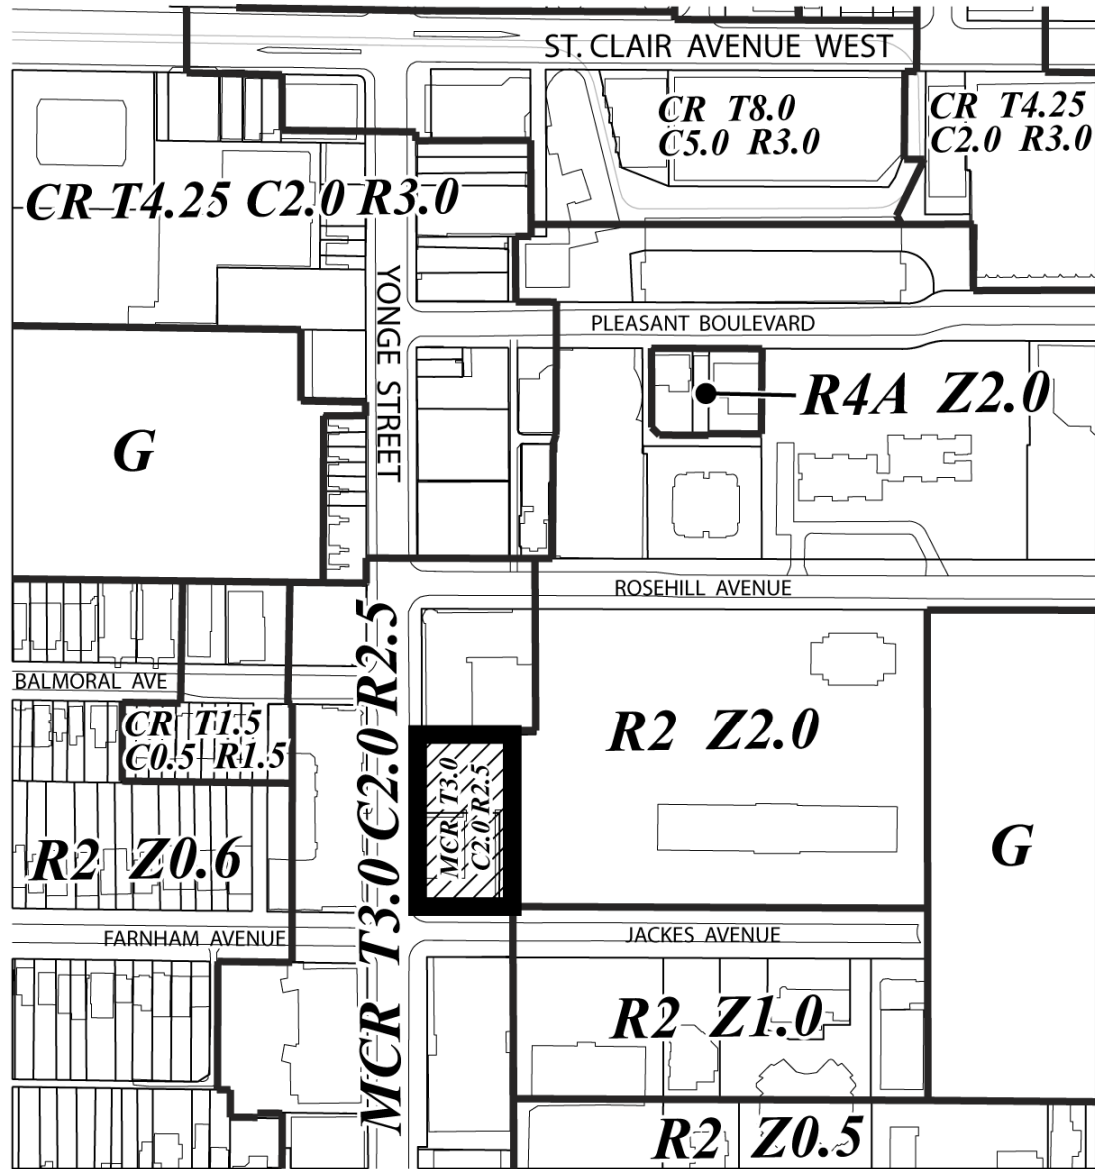 ST. CLAIR AVENUE WEST
CR T8.0
C5.0 R3.0
CR T4.25
C2.0 R3.0
CR T4.25 C2.0 R3.0
YONGE STREET
PLEASANT BOULEVARD
R4A Z2.0
G
ROSEHILL AVENUE
BALMORAL AVE
CR T1.5
C0.5 R1.5
MCR T3.0 C2.0 R2.5
R2 Z2.0
MCR T3.0
C2.0 R2.5
R2 Z0.6
G
FARNHAM AVENUE
JACKES AVENUE
R2 Z1.0
R2 Z0.5